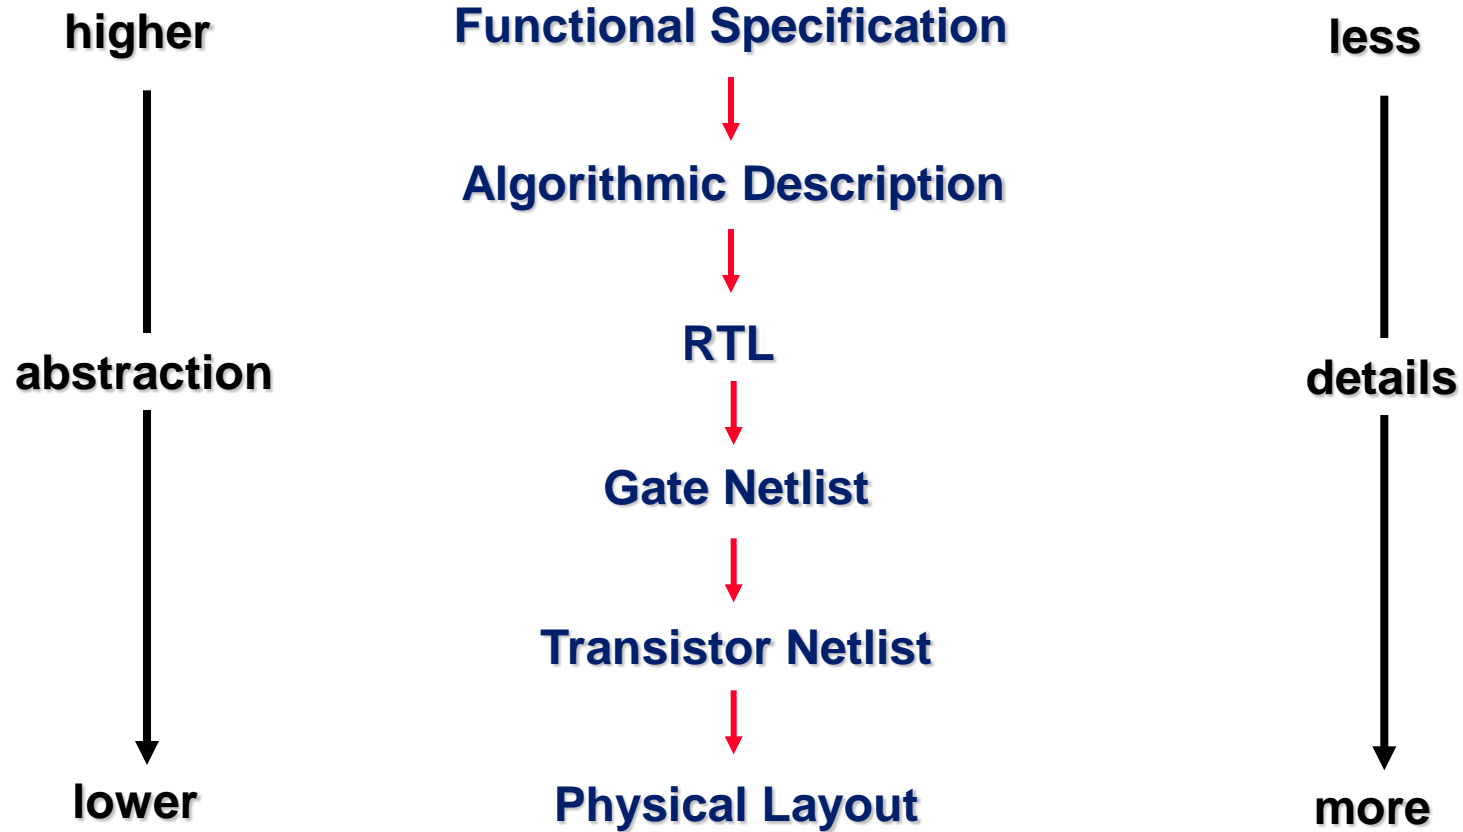 higher
Functional Specification
less
Algorithmic Description
RTL
abstraction
details
Gate Netlist
Transistor Netlist
lower
Physical Layout
more